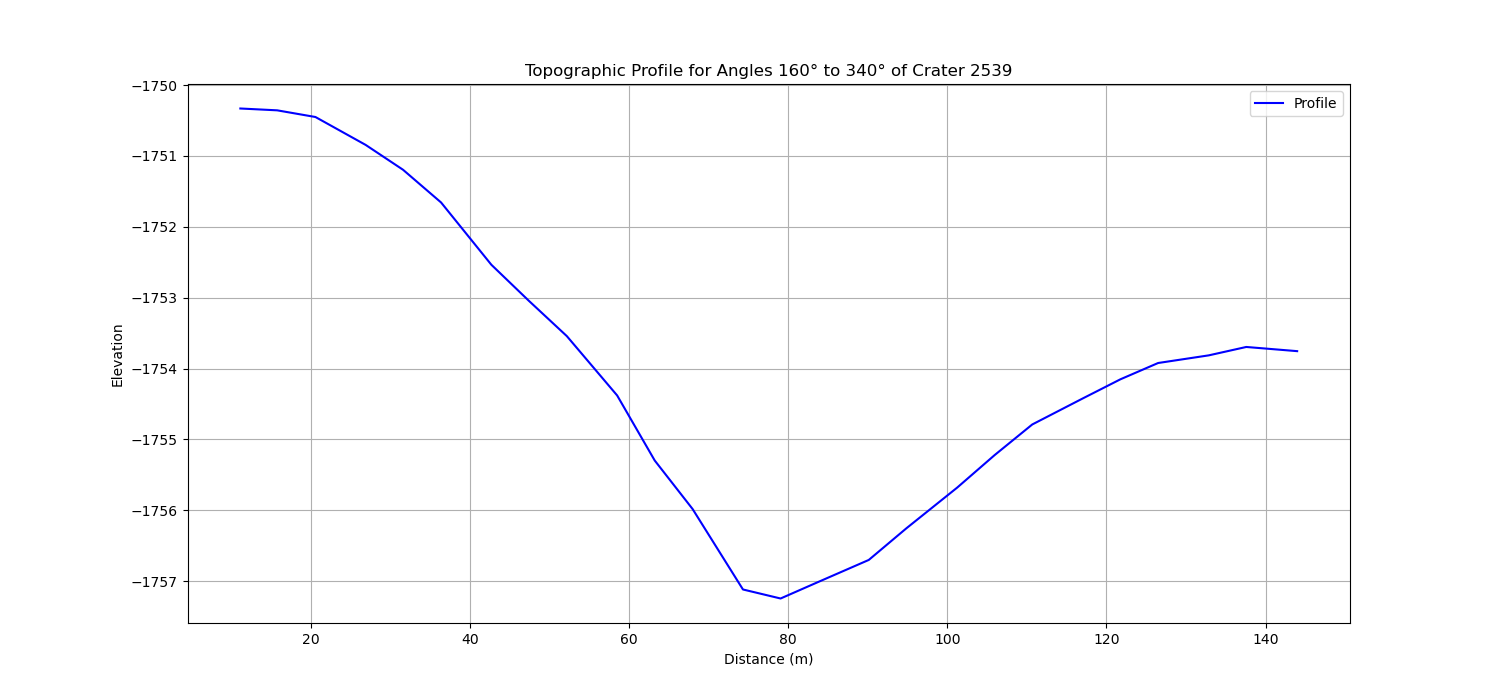 Topographic Profile for Angles 160° to 340° of Crater 2539
Profile
Elevation
−1750
−1751
−1752
−1753
−1754
−1755
−1756
−1757
20 40 60 80 100 120 140
Distance (m)